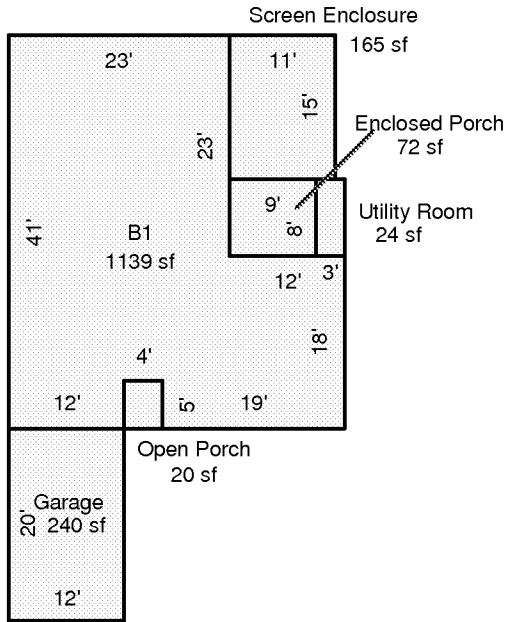 Screen Enclosure
165 sf
23'
11'
15'
Enclosed Porch
72 sf
23'
9'
8'
Utility Room
24 sf
41'
B1
1139 sf
3'
12'
18'
4'
12'
5'
19'
Open Porch
20 sf
Garage
240 sf
20'
12'